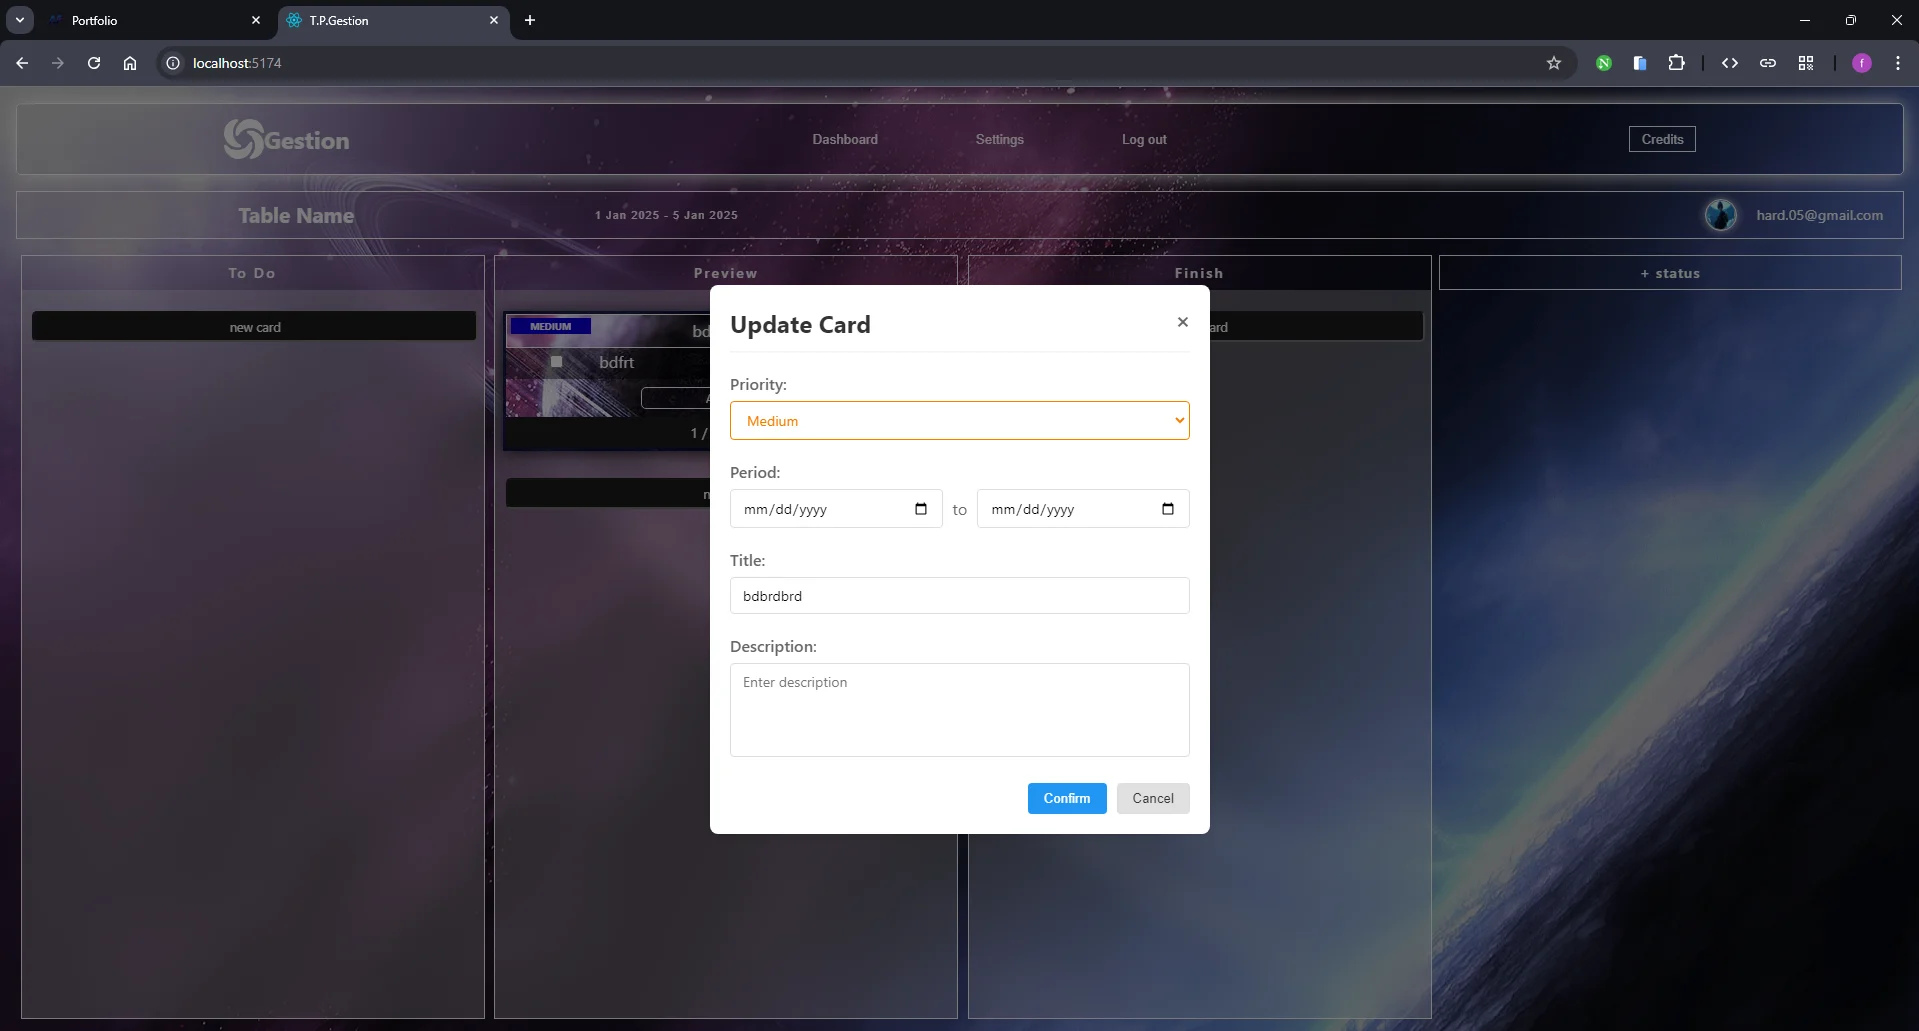 Portfolio
T.P.Gestion
localhost:5174
Gestion
Dashboard
Settings
Log out
Credits
Table Name
1 Jan 2025 - 5 Jan 2025
hard.05@gmail.com
To Do
Preview
Finish
+ status
new card
MEDIUM
bd
bdfrt
A
1 /
n
ard
Update Card
Priority:
Medium
Period:
mm/dd/yyyy to mm/dd/yyyy
Title:
bdbrdbrd
Description:
Enter description
Confirm
Cancel